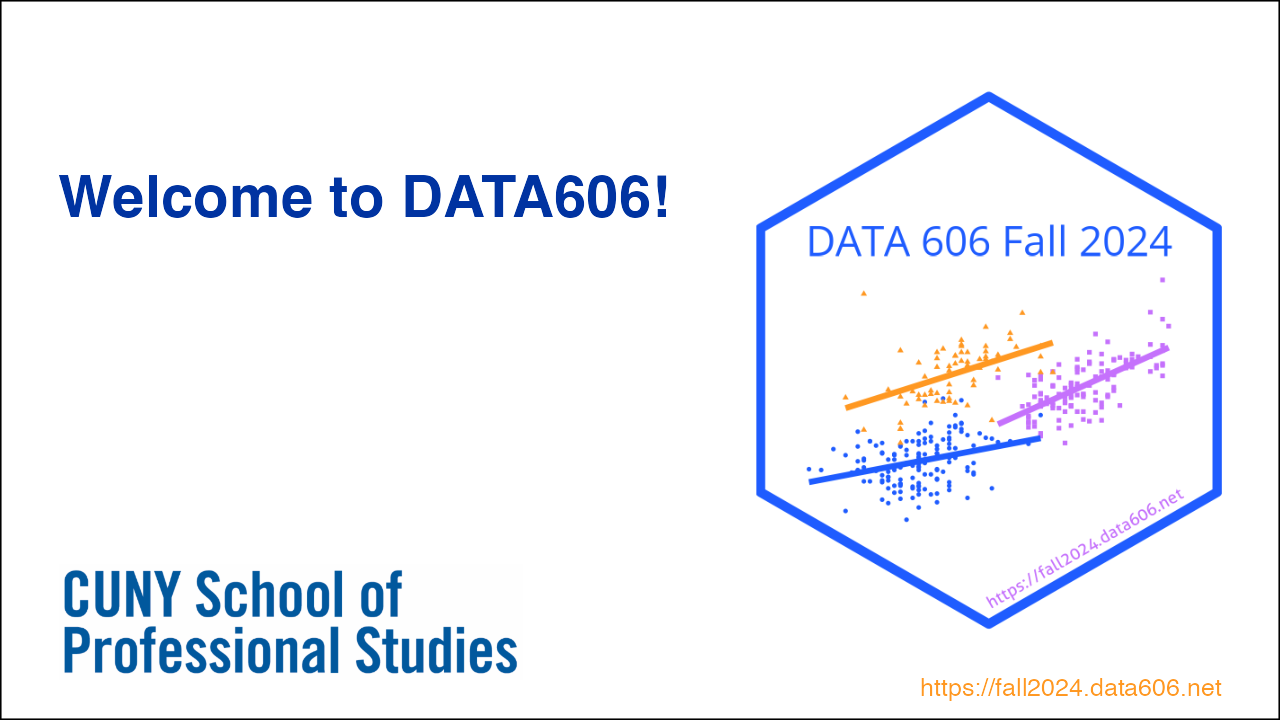 Welcome to DATA606!
DATA 606 Fall 2024
https://fall2024.data606.net
CUNY School of
Professional Studies
https://fall2024.data606.net